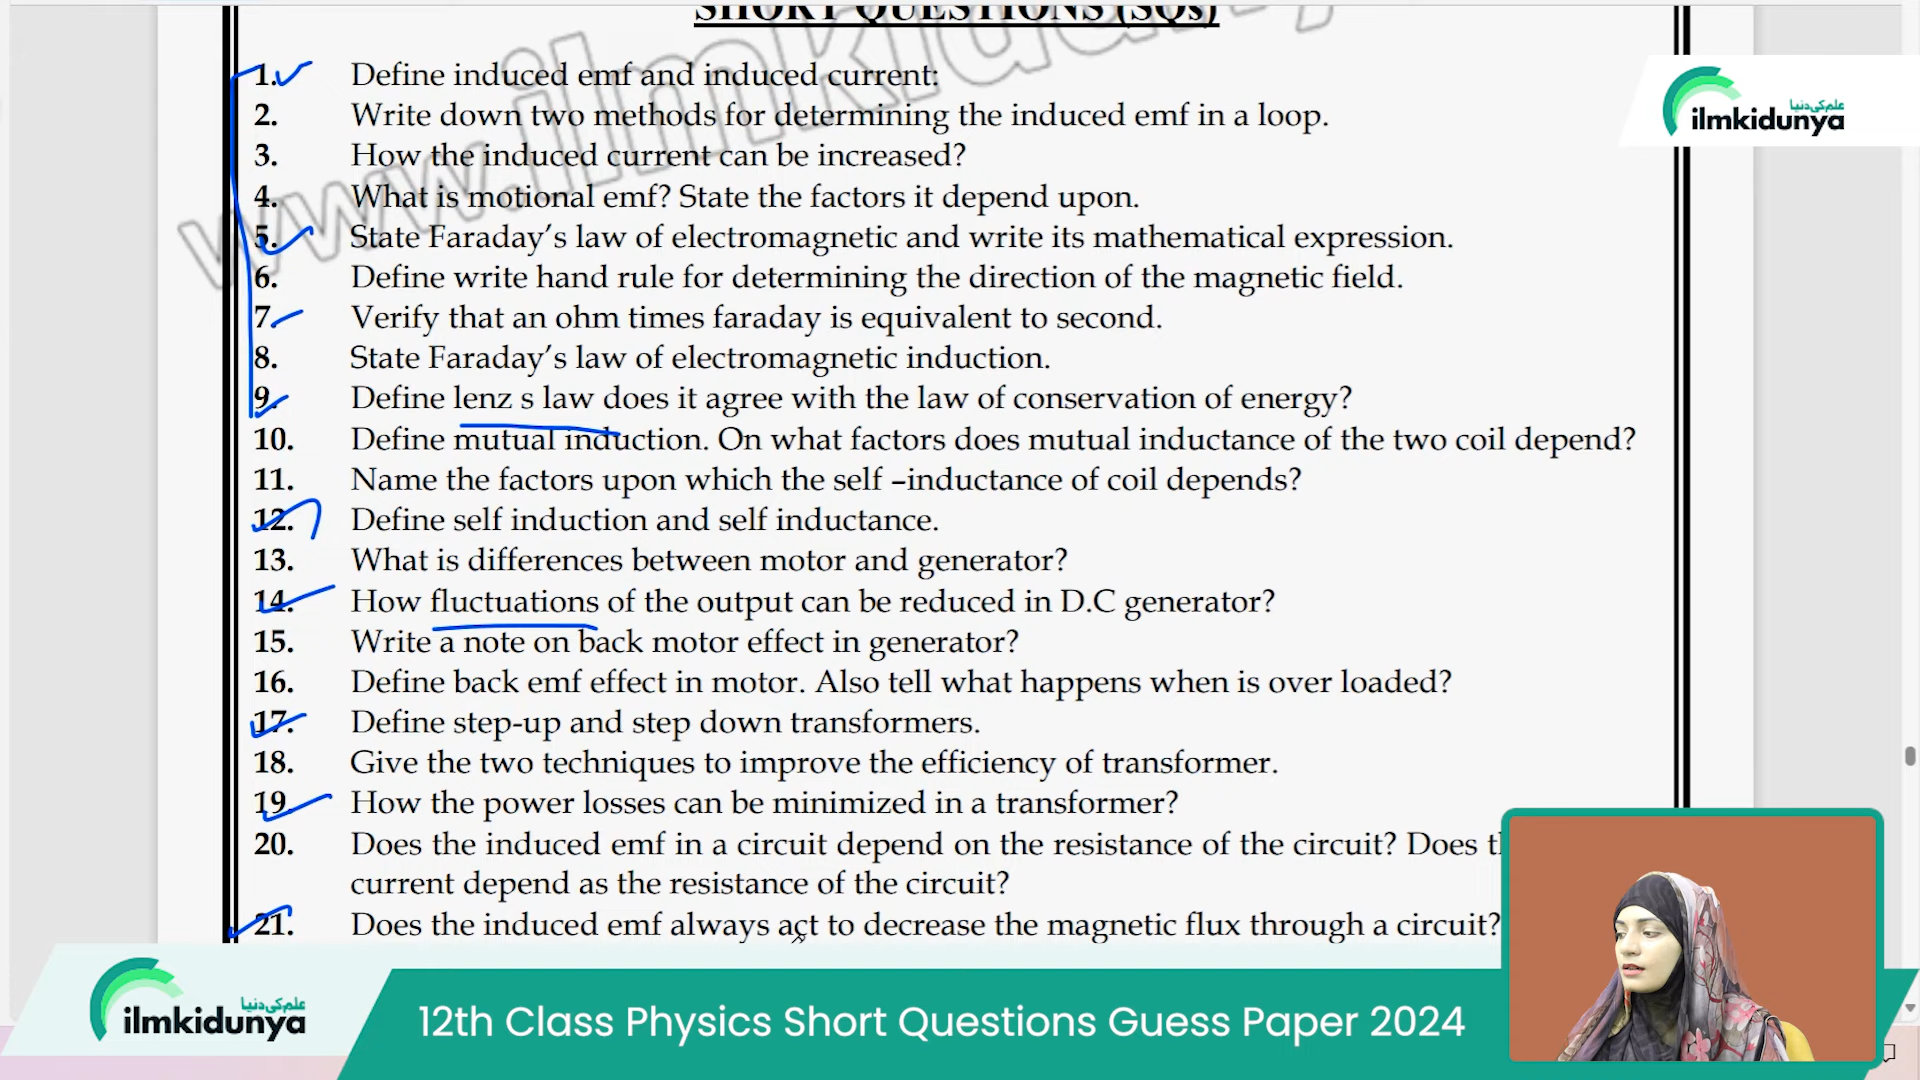 SHORT QUESTIONS (SQs)
1. Define induced emf and induced current:
2. Write down two methods for determining the induced emf in a loop.
3. How the induced current can be increased?
4. What is motional emf? State the factors it depend upon.
5. State Faraday's law of electromagnetic and write its mathematical expression.
6. Define write hand rule for determining the direction of the magnetic field.
7. Verify that an ohm times faraday is equivalent to second.
8. State Faraday's law of electromagnetic induction.
9. Define lenz s law does it agree with the law of conservation of energy?
10. Define mutual induction. On what factors does mutual inductance of the two coil depend?
11. Name the factors upon which the self –inductance of coil depends?
12. Define self induction and self inductance.
13. What is differences between motor and generator?
14. How fluctuations of the output can be reduced in D.C generator?
15. Write a note on back motor effect in generator?
16. Define back emf effect in motor. Also tell what happens when is over loaded?
17. Define step-up and step down transformers.
18. Give the two techniques to improve the efficiency of transformer.
19. How the power losses can be minimized in a transformer?
20. Does the induced emf in a circuit depend on the resistance of the circuit? Does
current depend as the resistance of the circuit?
21. Does the induced emf always act to decrease the magnetic flux through a circuit?
علم کی دنیا
ilmkidunya
علم کی دنیا
ilmkidunya
12th Class Physics Short Questions Guess Paper 2024